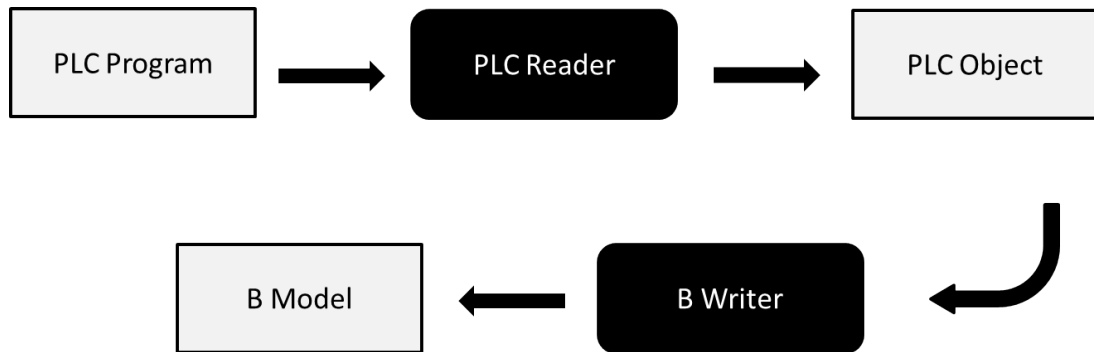 PLC Program
PLC Reader
PLC Object
B Model
B Writer